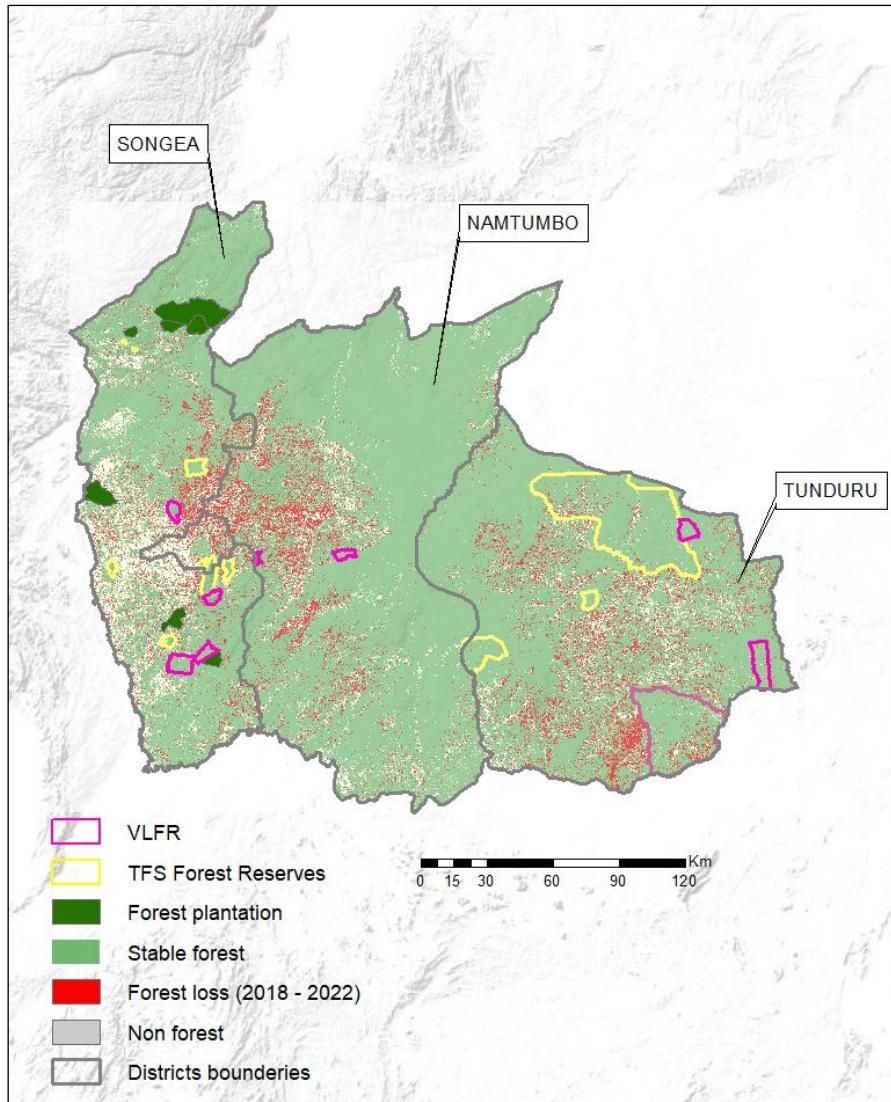 SONGEA
NAMTUMBO
TUNDURU
VLFR
TFS Forest Reserves
Forest plantation
Stable forest
Forest loss (2018 - 2022)
Non forest
Districts bounderies
Km
0 15 30 60 90 120